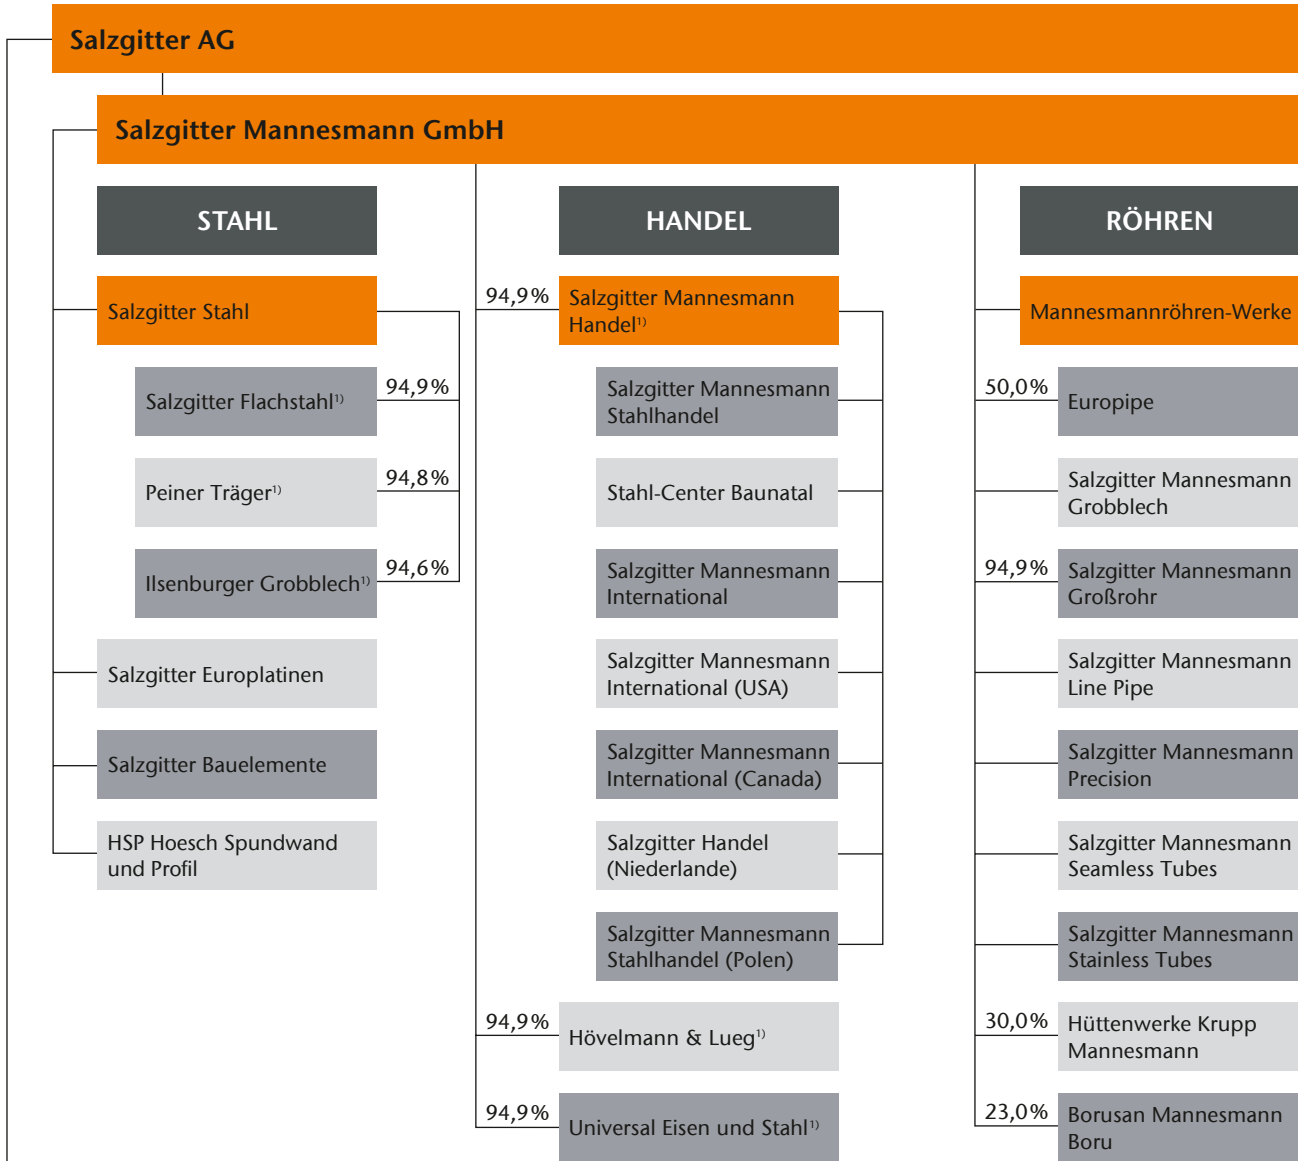 Salzgitter AG
Salzgitter Mannesmann GmbH
STAHL
Salzgitter Stahl
94,9%
Salzgitter Flachstahl¹⁾
94,8%
Peiner Träger¹⁾
94,6%
Ilsenburger Grobblech¹⁾
Salzgitter Europlatinen
Salzgitter Bauelemente
HSP Hoesch Spundwand
und Profil
HANDEL
94,9%
Salzgitter Mannesmann
Handel¹⁾
Salzgitter Mannesmann
Stahlhandel
Stahl-Center Baunatal
Salzgitter Mannesmann
International
Salzgitter Mannesmann
International (USA)
Salzgitter Mannesmann
International (Canada)
Salzgitter Handel
(Niederlande)
Salzgitter Mannesmann
Stahlhandel (Polen)
94,9%
Hövelmann & Lueg¹⁾
94,9%
Universal Eisen und Stahl¹⁾
RÖHREN
Mannesmannröhren-Werke
50,0%
Europipe
Salzgitter Mannesmann
Grobblech
94,9%
Salzgitter Mannesmann
Großrohr
Salzgitter Mannesmann
Line Pipe
Salzgitter Mannesmann
Precision
Salzgitter Mannesmann
Seamless Tubes
Salzgitter Mannesmann
Stainless Tubes
30,0%
Hüttenwerke Krupp
Mannesmann
23,0%
Borusan Mannesmann
Boru